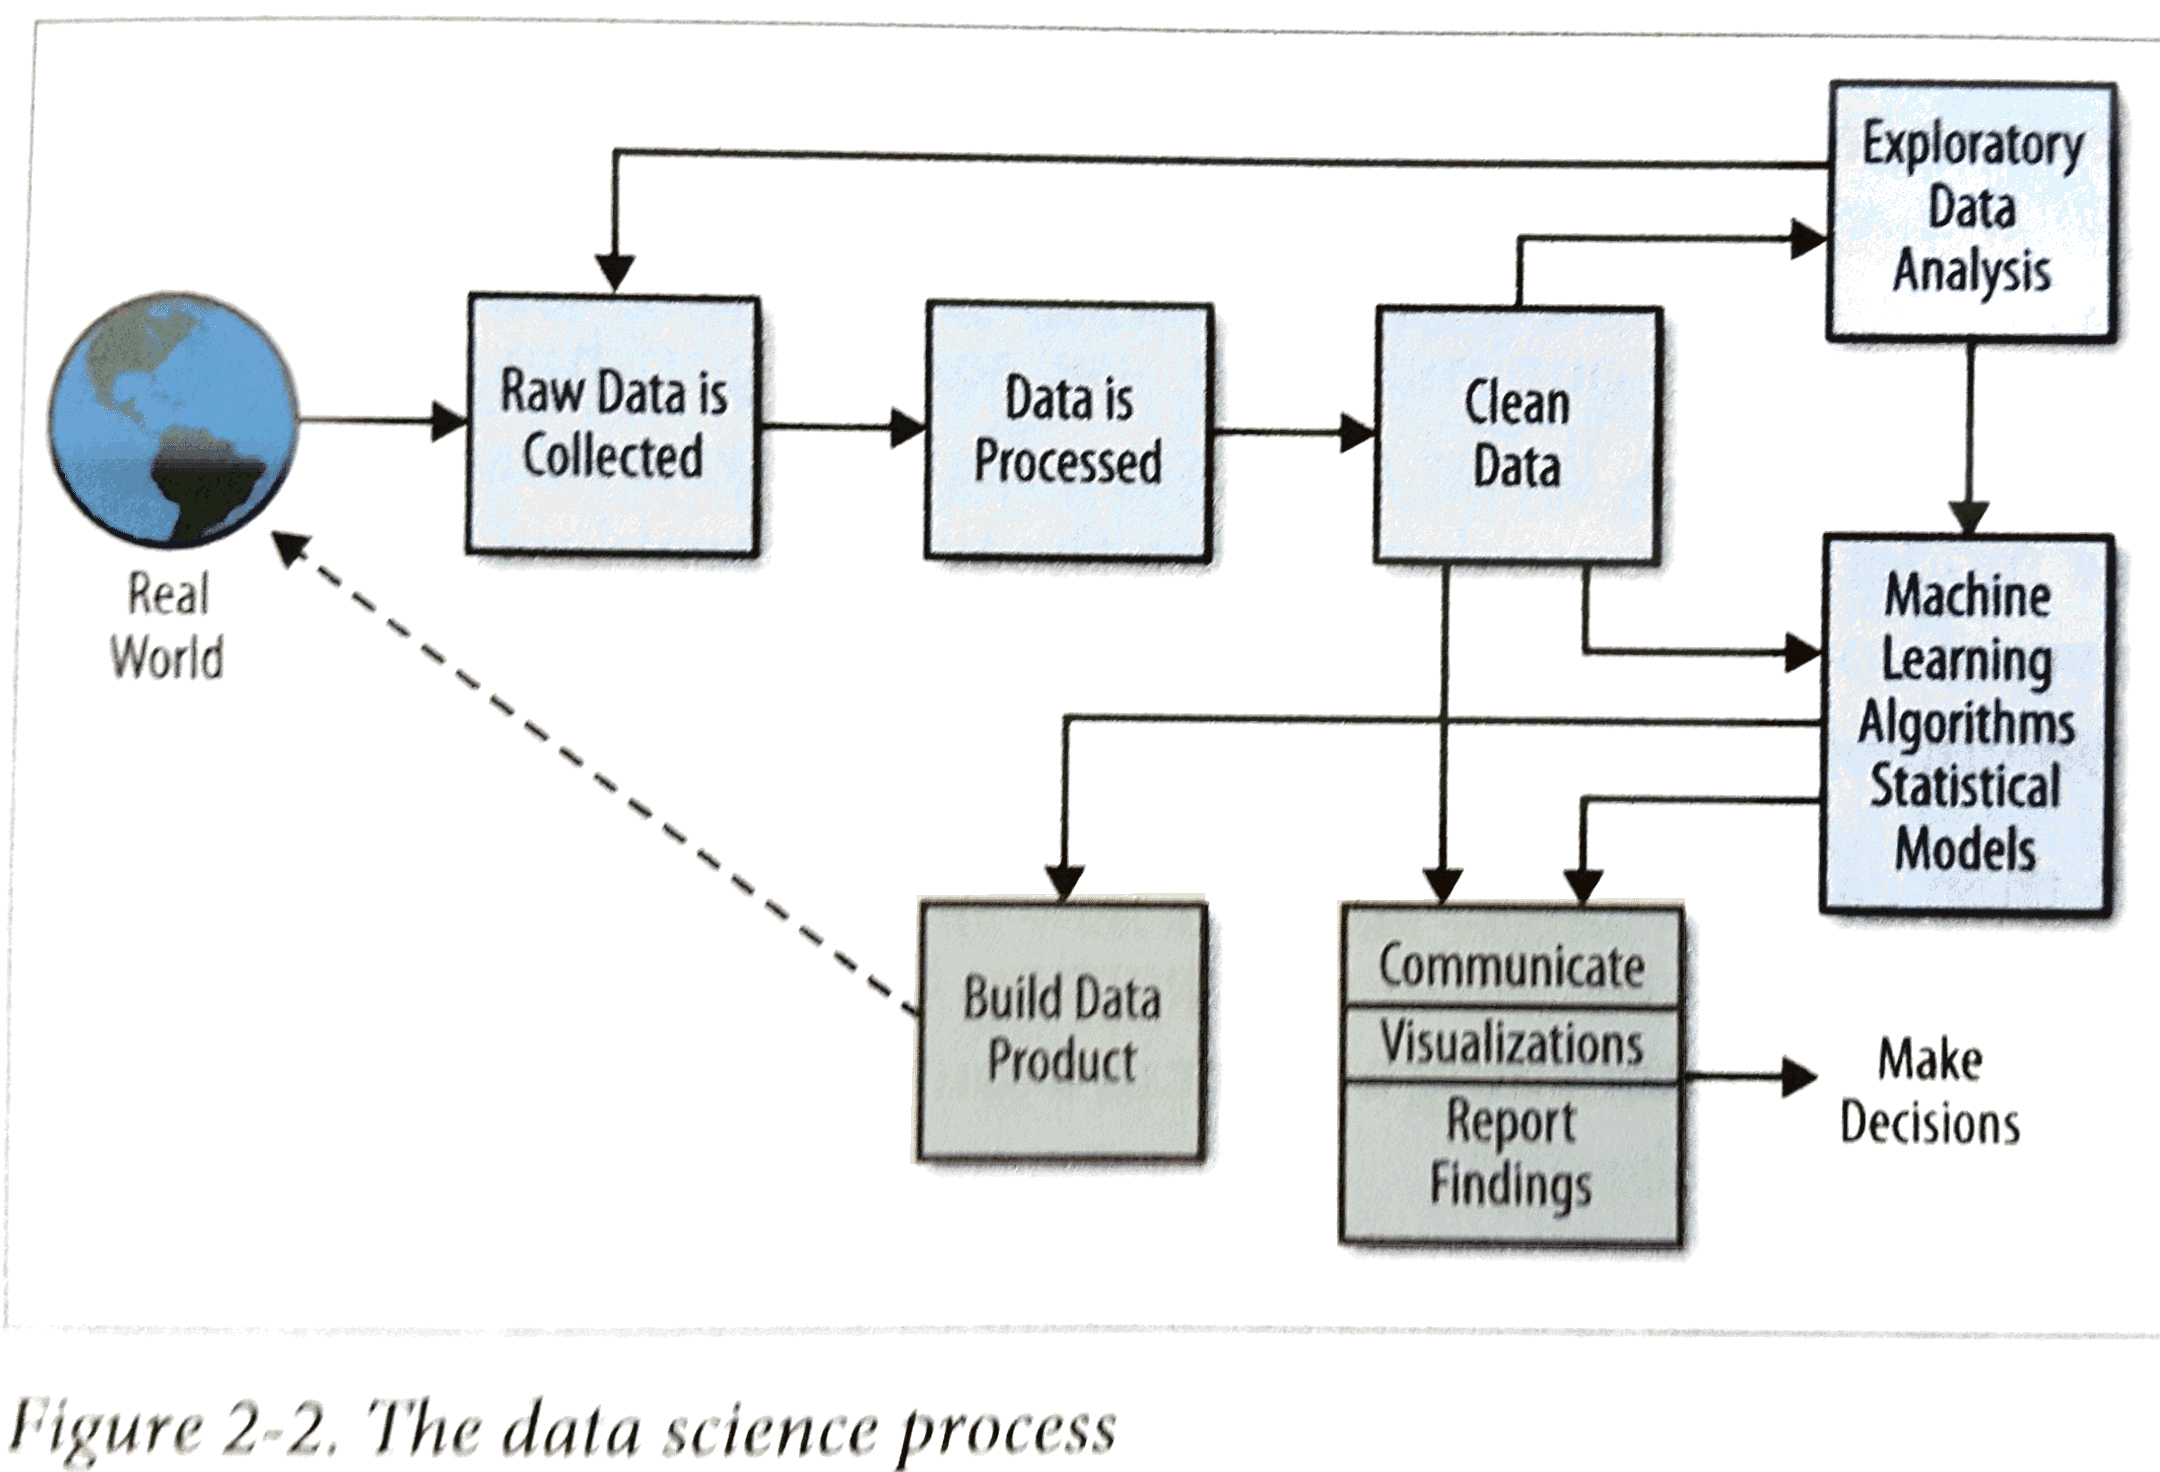 Exploratory
Data
Analysis
Raw Data is
Collected
Data is
Processed
Clean
Data
Real
World
Machine
Learning
Algorithms
Statistical
Models
Build Data
Product
Communicate
Visualizations
Report
Findings
Make
Decisions
Figure 2-2. The data science process